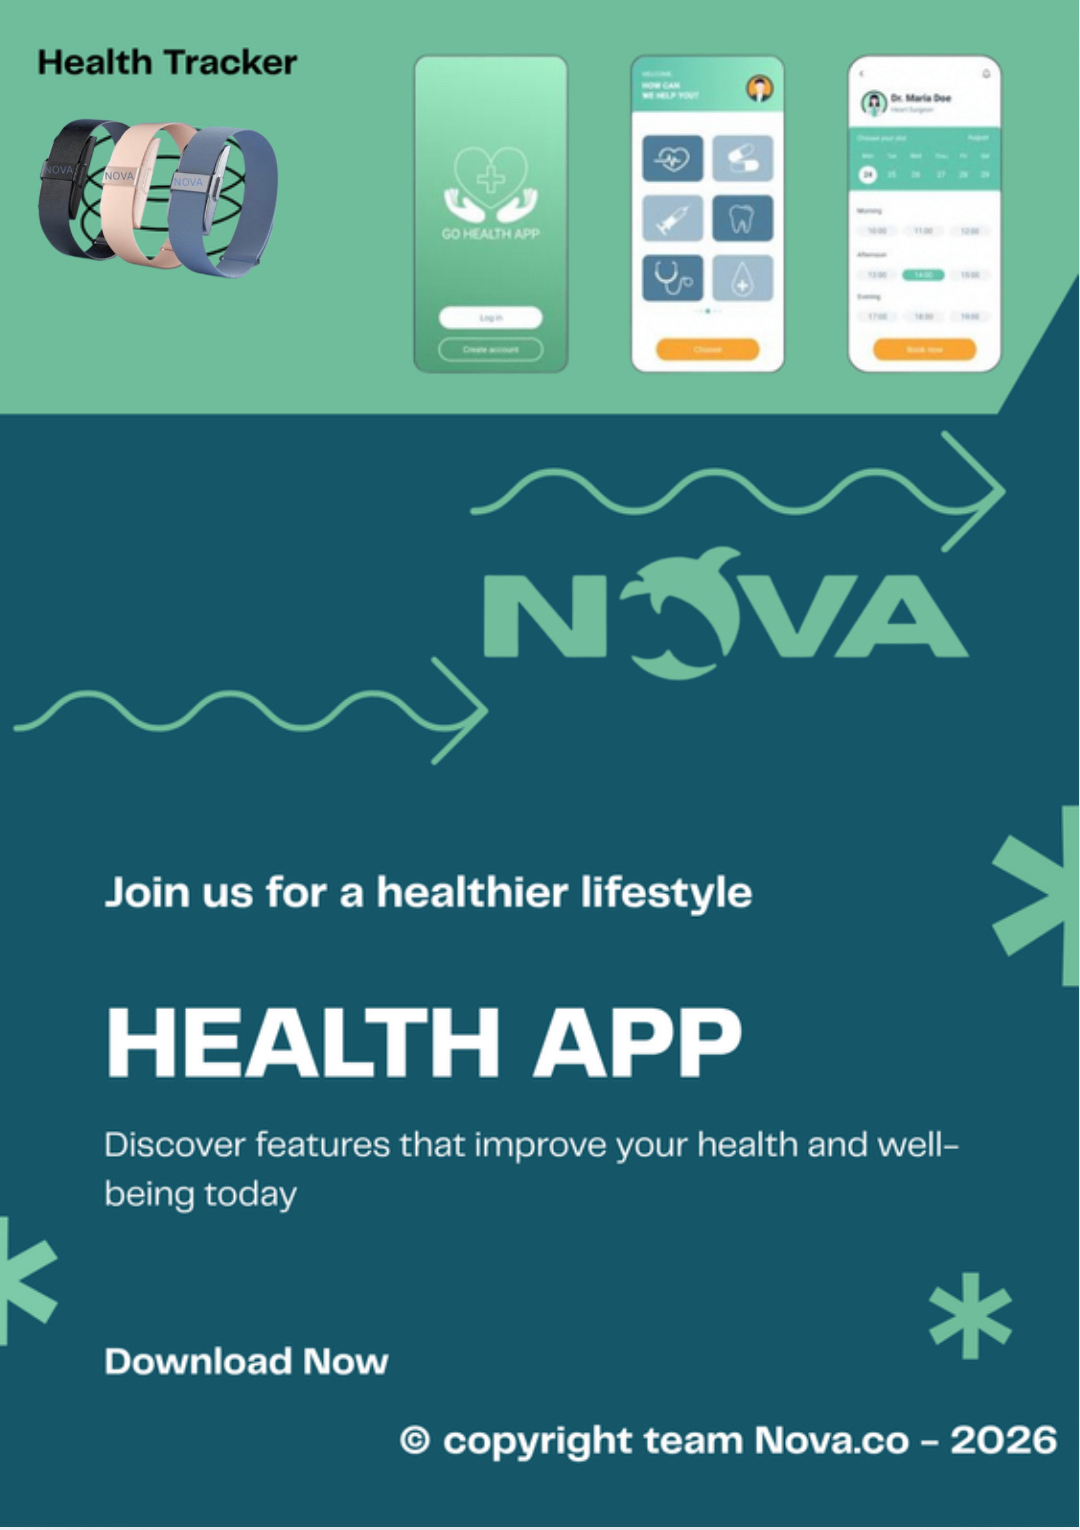 Health Tracker
NOVA
NOVA
NOVA
GO HEALTH APP
Log in
Create account
WELCOME
HOW CAN
WE HELP YOU?
Choose
Dr. Maria Doe
Heart Surgeon
Choose your slot
August
Mon Tue Wed Thu Fri Sat
24 25 26 27 28 29
Morning
10:00 11:00 12:00
Afternoon
13:00 14:00 15:00
Evening
17:00 18:00 19:00
Book now
NOVA
Join us for a healthier lifestyle
HEALTH APP
Discover features that improve your health and well-
being today
Download Now
© copyright team Nova.co - 2026